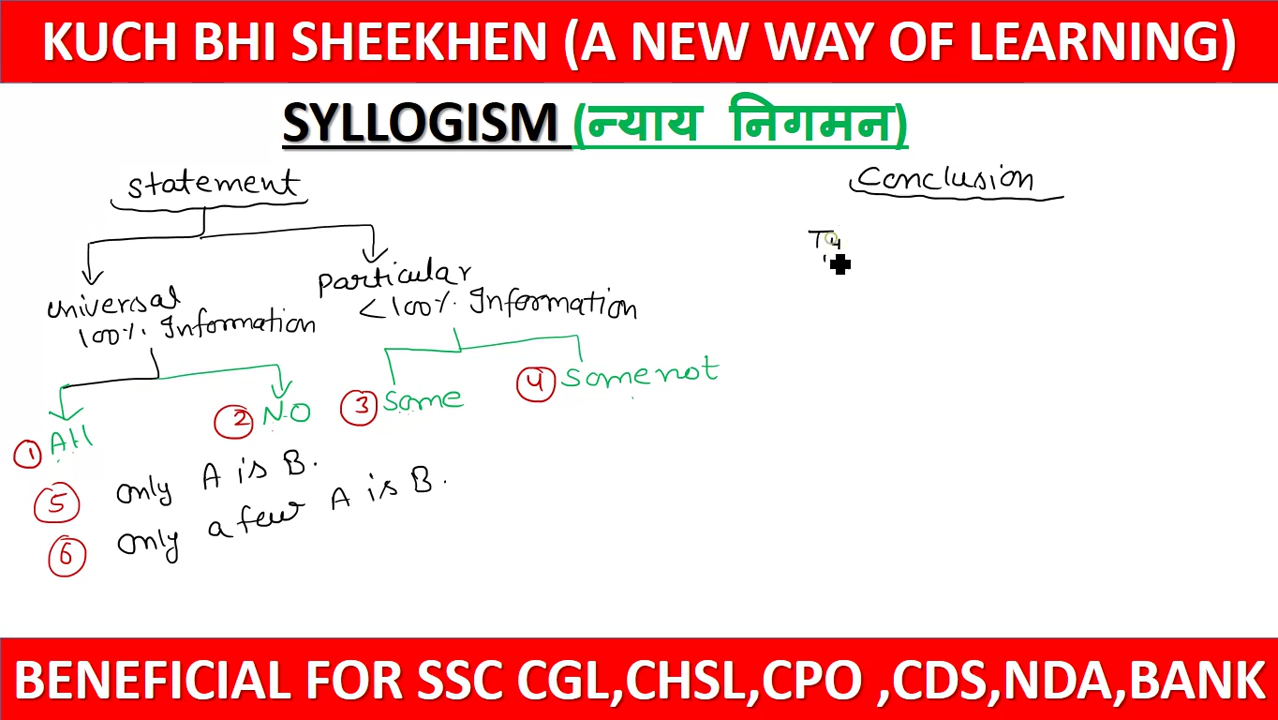 KUCH BHI SHEEKHEN (A NEW WAY OF LEARNING)
SYLLOGISM (न्याय निगमन)
Statement
Conclusion
Universal
100% Information
Particular
<100% Information
① All
② NO
③ Some
④ Some not
⑤ only A is B.
⑥ only a few A is B.
BENEFICIAL FOR SSC CGL,CHSL,CPO ,CDS,NDA,BANK